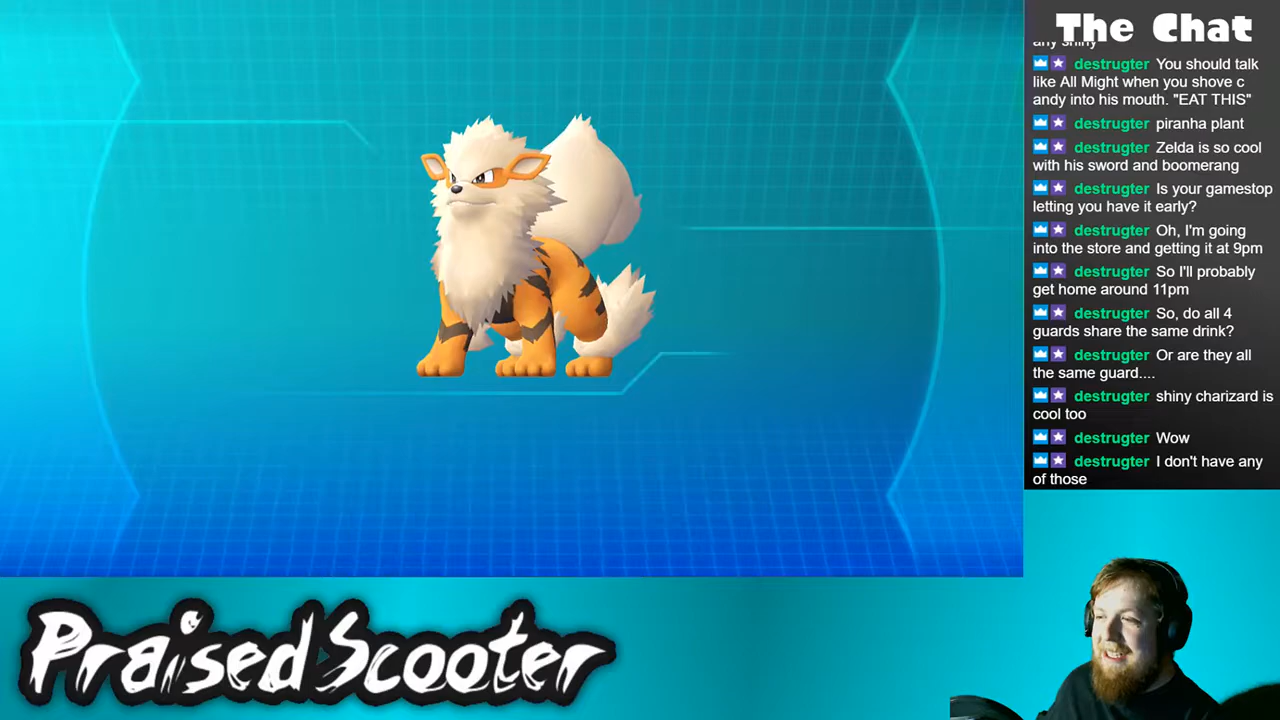 The Chat
any shiny
destrugter You should talk
like All Might when you shove c
andy into his mouth. "EAT THIS"
destrugter piranha plant
destrugter Zelda is so cool
with his sword and boomerang
destrugter Is your gamestop
letting you have it early?
destrugter Oh, I'm going
into the store and getting it at 9pm
destrugter So I'll probably
get home around 11pm
destrugter So, do all 4
guards share the same drink?
destrugter Or are they all
the same guard....
destrugter shiny charizard is
cool too
destrugter Wow
destrugter I don't have any
of those
PraisedScooter